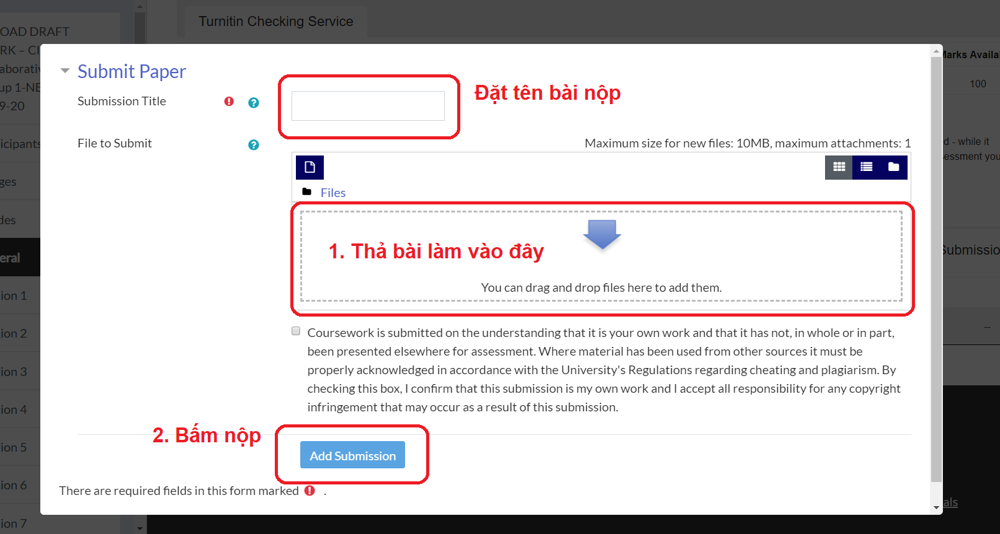 Turnitin Checking Service
OAD DRAFT
RK – CI
aborativ
up 1-NE
9-20
icipants
ges
des
eral
ion 1
ion 2
ion 3
ion 4
ion 5
ion 6
ion 7
Submit Paper
Submission Title
Đặt tên bài nộp
File to Submit
Maximum size for new files: 10MB, maximum attachments: 1
Files
1. Thả bài làm vào đây
You can drag and drop files here to add them.
Coursework is submitted on the understanding that it is your own work and that it has not, in whole or in part,
been presented elsewhere for assessment. Where material has been used from other sources it must be
properly acknowledged in accordance with the University's Regulations regarding cheating and plagiarism. By
checking this box, I confirm that this submission is my own work and I accept all responsibility for any copyright
infringement that may occur as a result of this submission.
2. Bấm nộp
Add Submission
There are required fields in this form marked .
Marks Availa
100
d - while it
essment you
Submissio
--
als